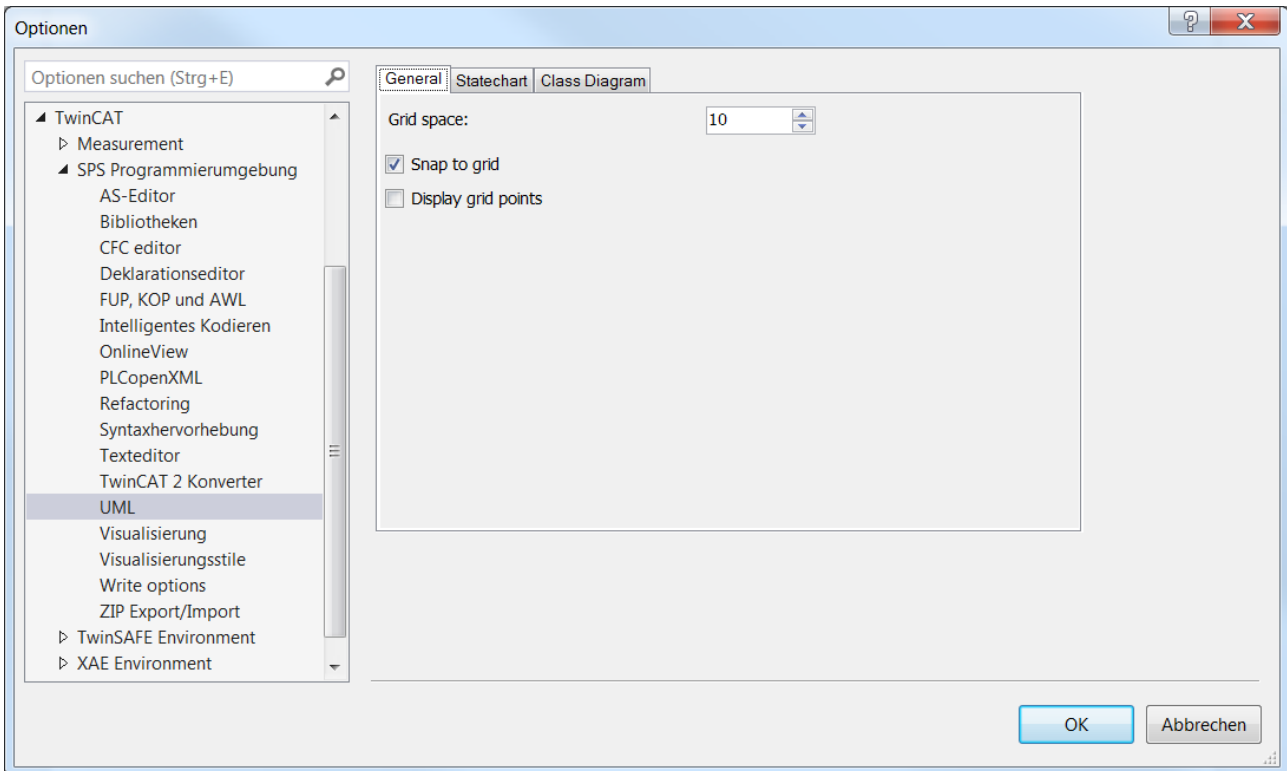 Optionen
Optionen suchen (Strg+E)
TwinCAT
Measurement
SPS Programmierumgebung
AS-Editor
Bibliotheken
CFC editor
Deklarationseditor
FUP, KOP und AWL
Intelligentes Kodieren
OnlineView
PLCopenXML
Refactoring
Syntaxhervorhebung
Texteditor
TwinCAT 2 Konverter
UML
Visualisierung
Visualisierungsstile
Write options
ZIP Export/Import
TwinSAFE Environment
XAE Environment
General Statechart Class Diagram
Grid space: 10
Snap to grid
Display grid points
OK Abbrechen